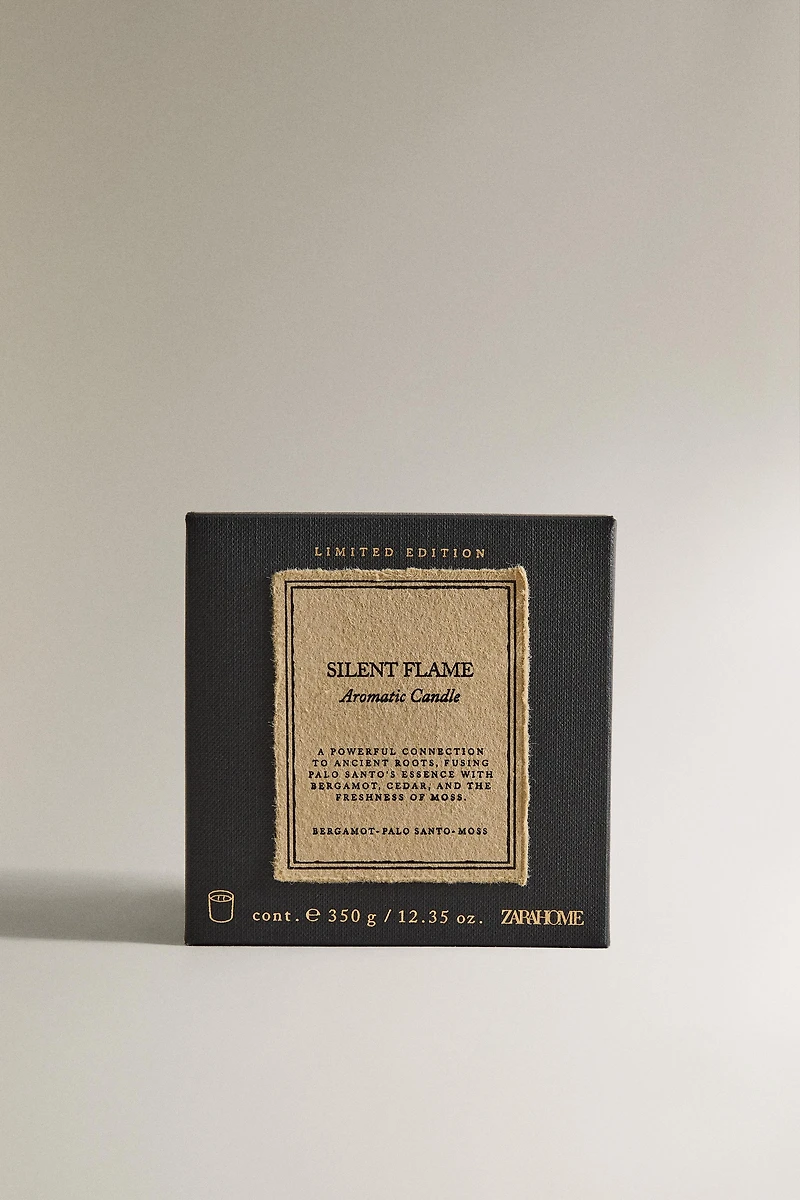 LIMITED EDITION
SILENT FLAME
Aromatic Candle
A POWERFUL CONNECTION
TO ANCIENT ROOTS, FUSING
PALO SANTO'S ESSENCE WITH
BERGAMOT, CEDAR, AND THE
FRESHNESS OF MOSS.
BERGAMOT-PALO SANTO-MOSS
cont. ℮ 350 g / 12.35 oz. ZARAHOME